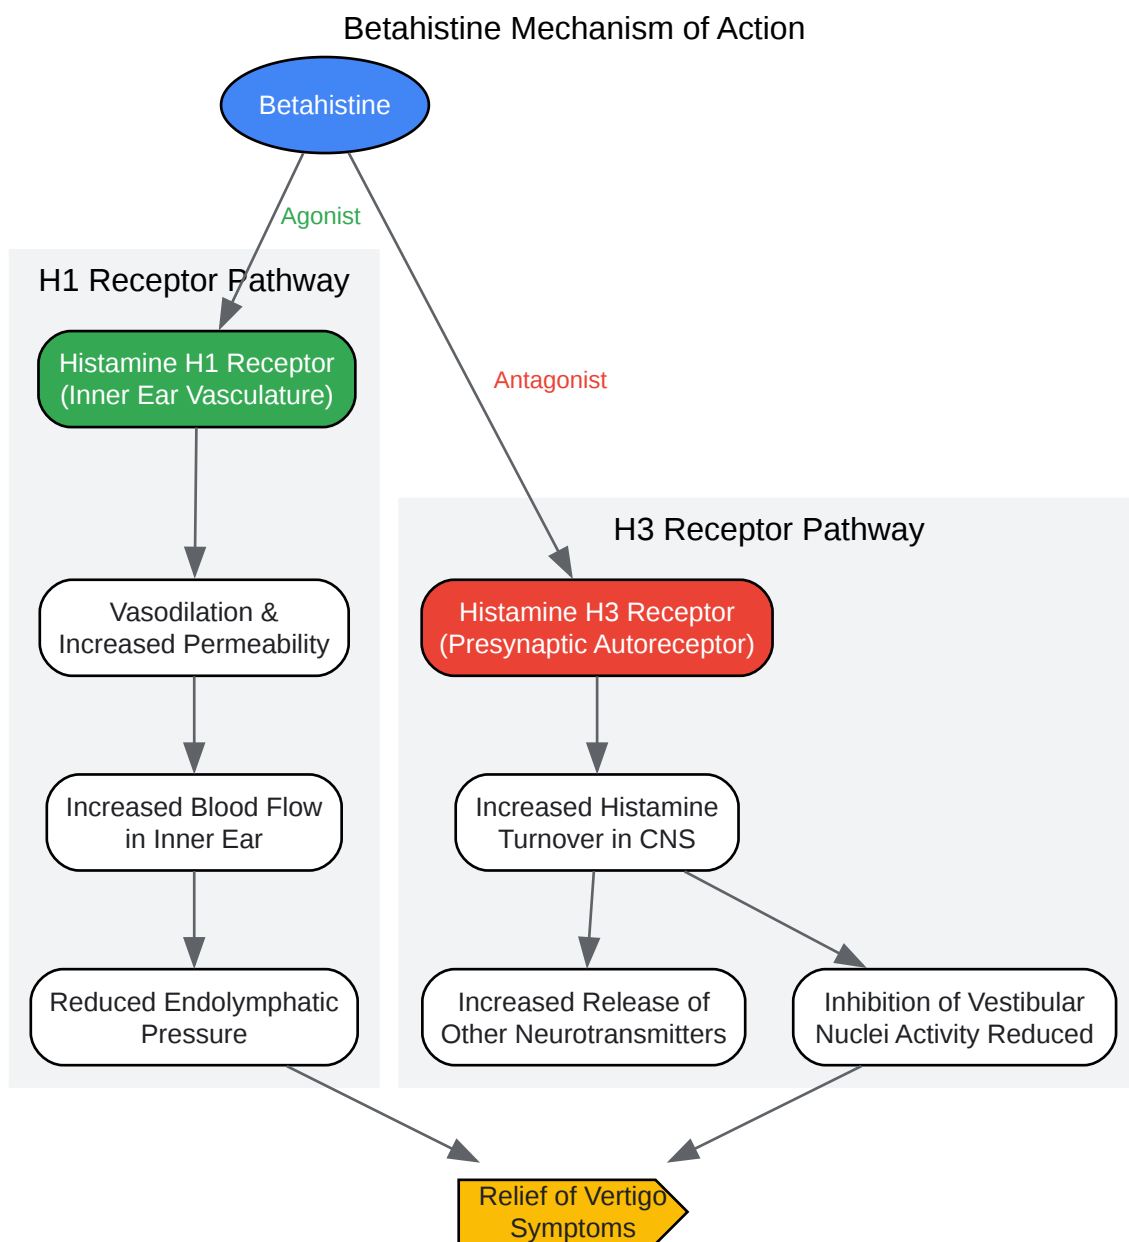 Betahistine Mechanism of Action
Betahistine
Agonist
H1 Receptor Pathway
Histamine H1 Receptor
(Inner Ear Vasculature)
Antagonist
H3 Receptor Pathway
Vasodilation &
Increased Permeability
Histamine H3 Receptor
(Presynaptic Autoreceptor)
Increased Blood Flow
in Inner Ear
Increased Histamine
Turnover in CNS
Reduced Endolymphatic
Pressure
Increased Release of
Other Neurotransmitters
Inhibition of Vestibular
Nuclei Activity Reduced
Relief of Vertigo
Symptoms